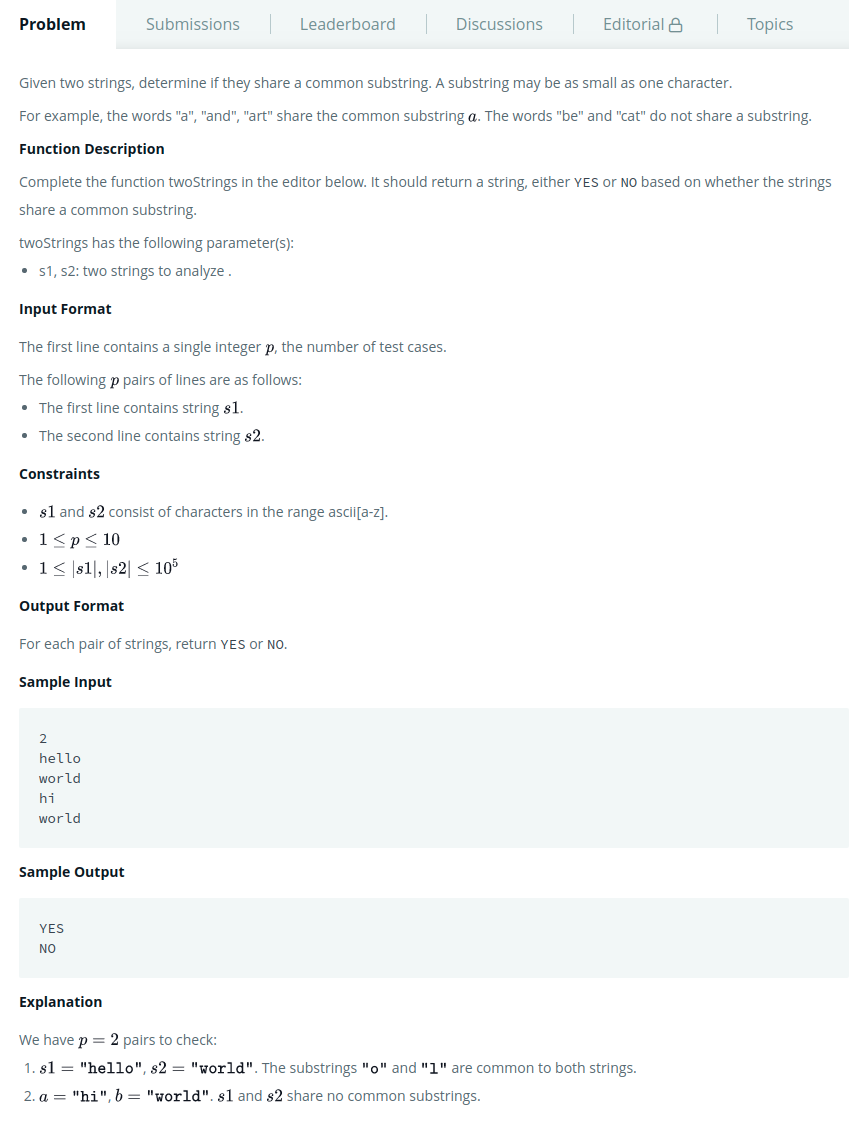 Problem
Submissions
Leaderboard
Discussions
Editorial
Topics
Given two strings, determine if they share a common substring. A substring may be as small as one character.
For example, the words "a", "and", "art" share the common substring a. The words "be" and "cat" do not share a substring.
Function Description
Complete the function twoStrings in the editor below. It should return a string, either YES or NO based on whether the strings
share a common substring.
twoStrings has the following parameter(s):
• s1, s2: two strings to analyze .
Input Format
The first line contains a single integer p, the number of test cases.
The following p pairs of lines are as follows:
• The first line contains string s1.
• The second line contains string s2.
Constraints
• s1 and s2 consist of characters in the range ascii[a-z].
• 1 ≤ p ≤ 10
• 1 ≤ |s1|, |s2| ≤ 10⁵
Output Format
For each pair of strings, return YES or NO.
Sample Input
2
hello
world
hi
world
Sample Output
YES
NO
Explanation
We have p = 2 pairs to check:
1. s1 = "hello", s2 = "world". The substrings "o" and "l" are common to both strings.
2. a = "hi", b = "world". s1 and s2 share no common substrings.